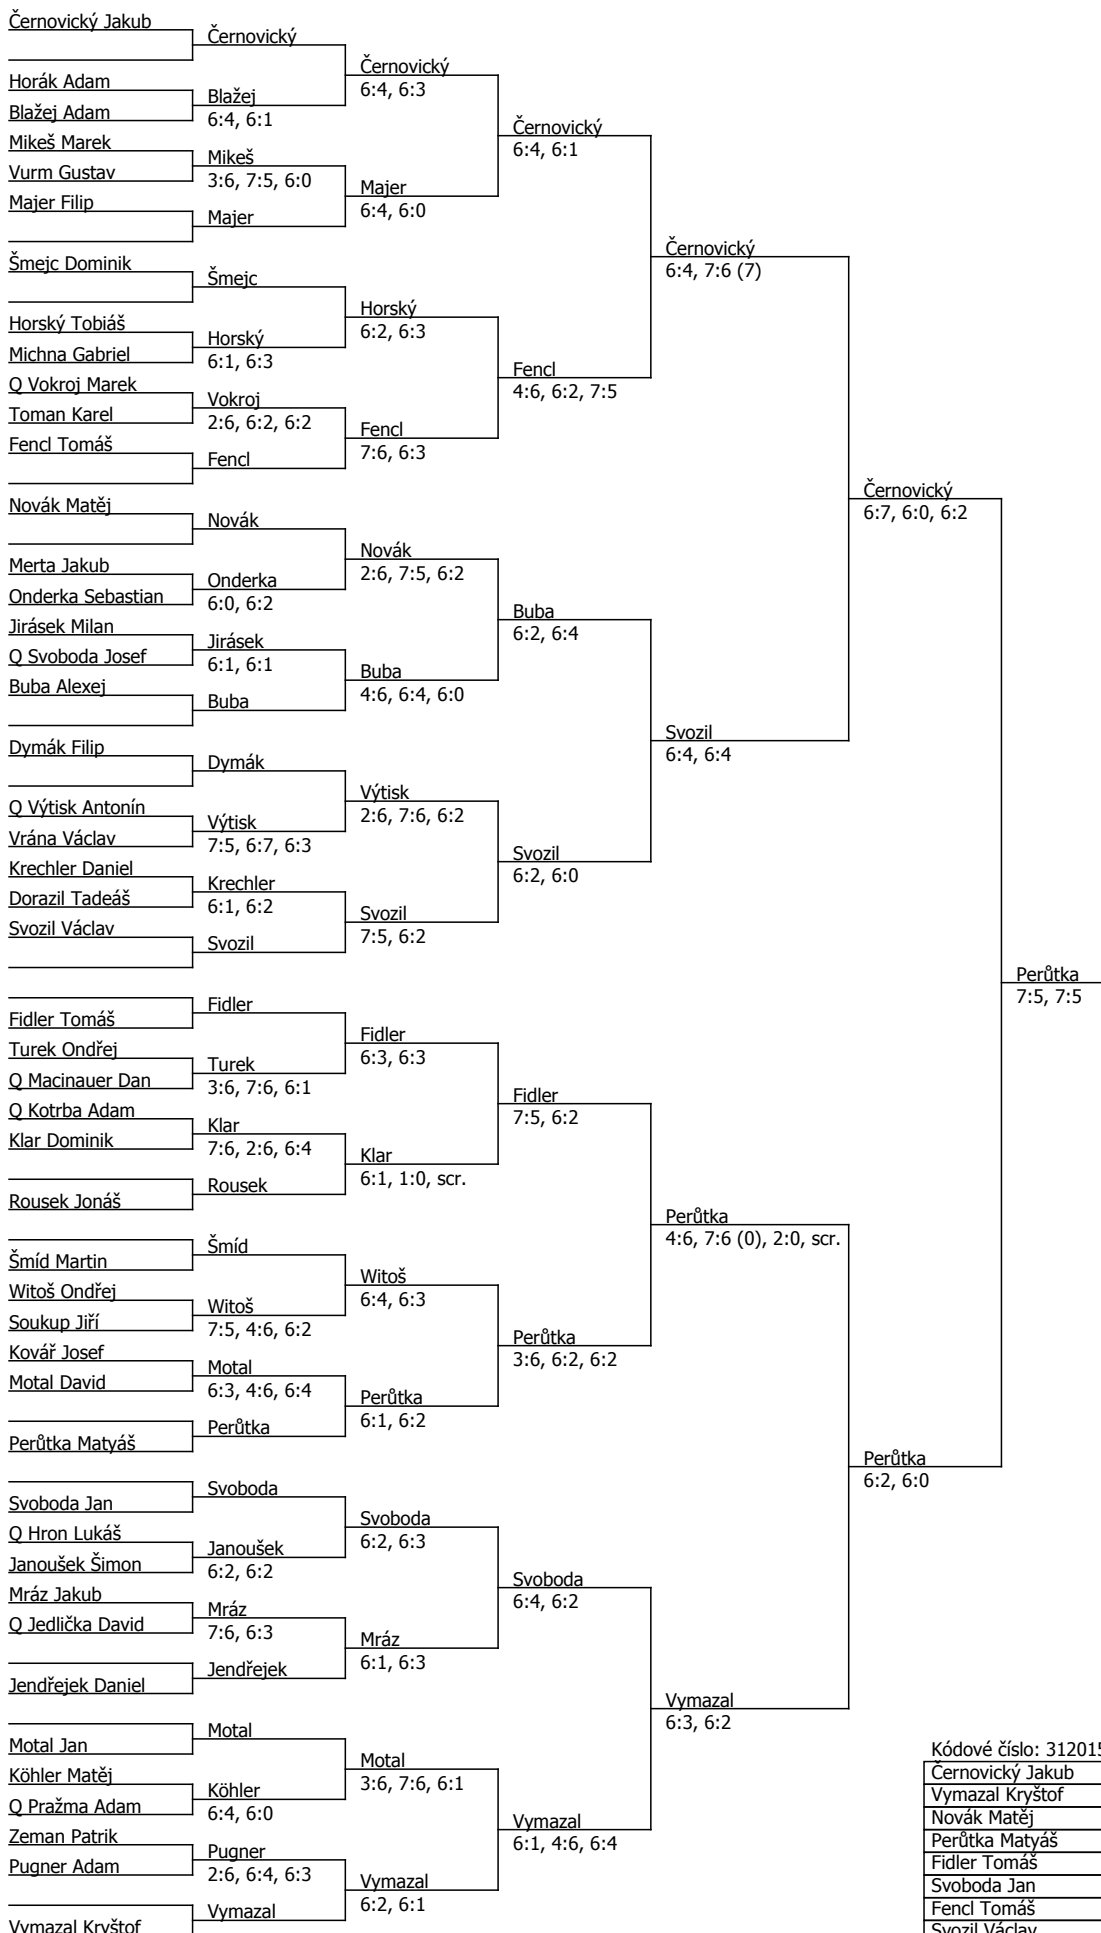 Černovický Jakub
Horák Adam
Blažej Adam
Mikeš Marek
Vurm Gustav
Majer Filip
Šmejc Dominik
Horský Tobiáš
Michna Gabriel
Q Vokroj Marek
Toman Karel
Fencl Tomáš
Novák Matěj
Merta Jakub
Onderka Sebastian
Jirásek Milan
Q Svoboda Josef
Buba Alexej
Dymák Filip
Q Výtisk Antonín
Vrána Václav
Krechler Daniel
Dorazil Tadeáš
Svozil Václav
Fidler Tomáš
Turek Ondřej
Q Macinauer Dan
Q Kotrba Adam
Klar Dominik
Rousek Jonáš
Šmíd Martin
Witoš Ondřej
Soukup Jiří
Kovář Josef
Motal David
Perůtka Matyáš
Svoboda Jan
Q Hron Lukáš
Janoušek Šimon
Mráz Jakub
Q Jedlička David
Jendřejek Daniel
Motal Jan
Köhler Matěj
Q Pražma Adam
Zeman Patrik
Pugner Adam
Vymazal Kryštof
Černovický
Blažej
6:4, 6:1
Mikeš
3:6, 7:5, 6:0
Majer
Šmejc
Horský
6:1, 6:3
Vokroj
2:6, 6:2, 6:2
Fencl
Novák
Onderka
6:0, 6:2
Jirásek
6:1, 6:1
Buba
Dymák
Výtisk
7:5, 6:7, 6:3
Krechler
6:1, 6:2
Svozil
Fidler
Turek
3:6, 7:6, 6:1
Klar
7:6, 2:6, 6:4
Rousek
Šmíd
Witoš
7:5, 4:6, 6:2
Motal
6:3, 4:6, 6:4
Perůtka
Svoboda
Janoušek
6:2, 6:2
Mráz
7:6, 6:3
Jendřejek
Motal
Köhler
6:4, 6:0
Pugner
2:6, 6:4, 6:3
Vymazal
Černovický
6:4, 6:3
Majer
6:4, 6:0
Horský
6:2, 6:3
Fencl
7:6, 6:3
Novák
2:6, 7:5, 6:2
Buba
4:6, 6:4, 6:0
Výtisk
2:6, 7:6, 6:2
Svozil
7:5, 6:2
Fidler
6:3, 6:3
Klar
6:1, 1:0, scr.
Witoš
6:4, 6:3
Perůtka
6:1, 6:2
Svoboda
6:2, 6:3
Mráz
6:1, 6:3
Motal
3:6, 7:6, 6:1
Vymazal
6:2, 6:1
Černovický
6:4, 6:1
Fencl
4:6, 6:2, 7:5
Buba
6:2, 6:4
Svozil
6:2, 6:0
Fidler
7:5, 6:2
Perůtka
3:6, 6:2, 6:2
Svoboda
6:4, 6:2
Vymazal
6:1, 4:6, 6:4
Černovický
6:4, 7:6 (7)
Svozil
6:4, 6:4
Perůtka
4:6, 7:6 (0), 2:0, scr.
Vymazal
6:3, 6:2
Černovický
6:7, 6:0, 6:2
Perůtka
6:2, 6:0
Perůtka
7:5, 7:5
Kódové číslo: 312015
Černovický Jakub
Vymazal Kryštof
Novák Matěj
Perůtka Matyáš
Fidler Tomáš
Svoboda Jan
Fencl Tomáš
Svozil Václav